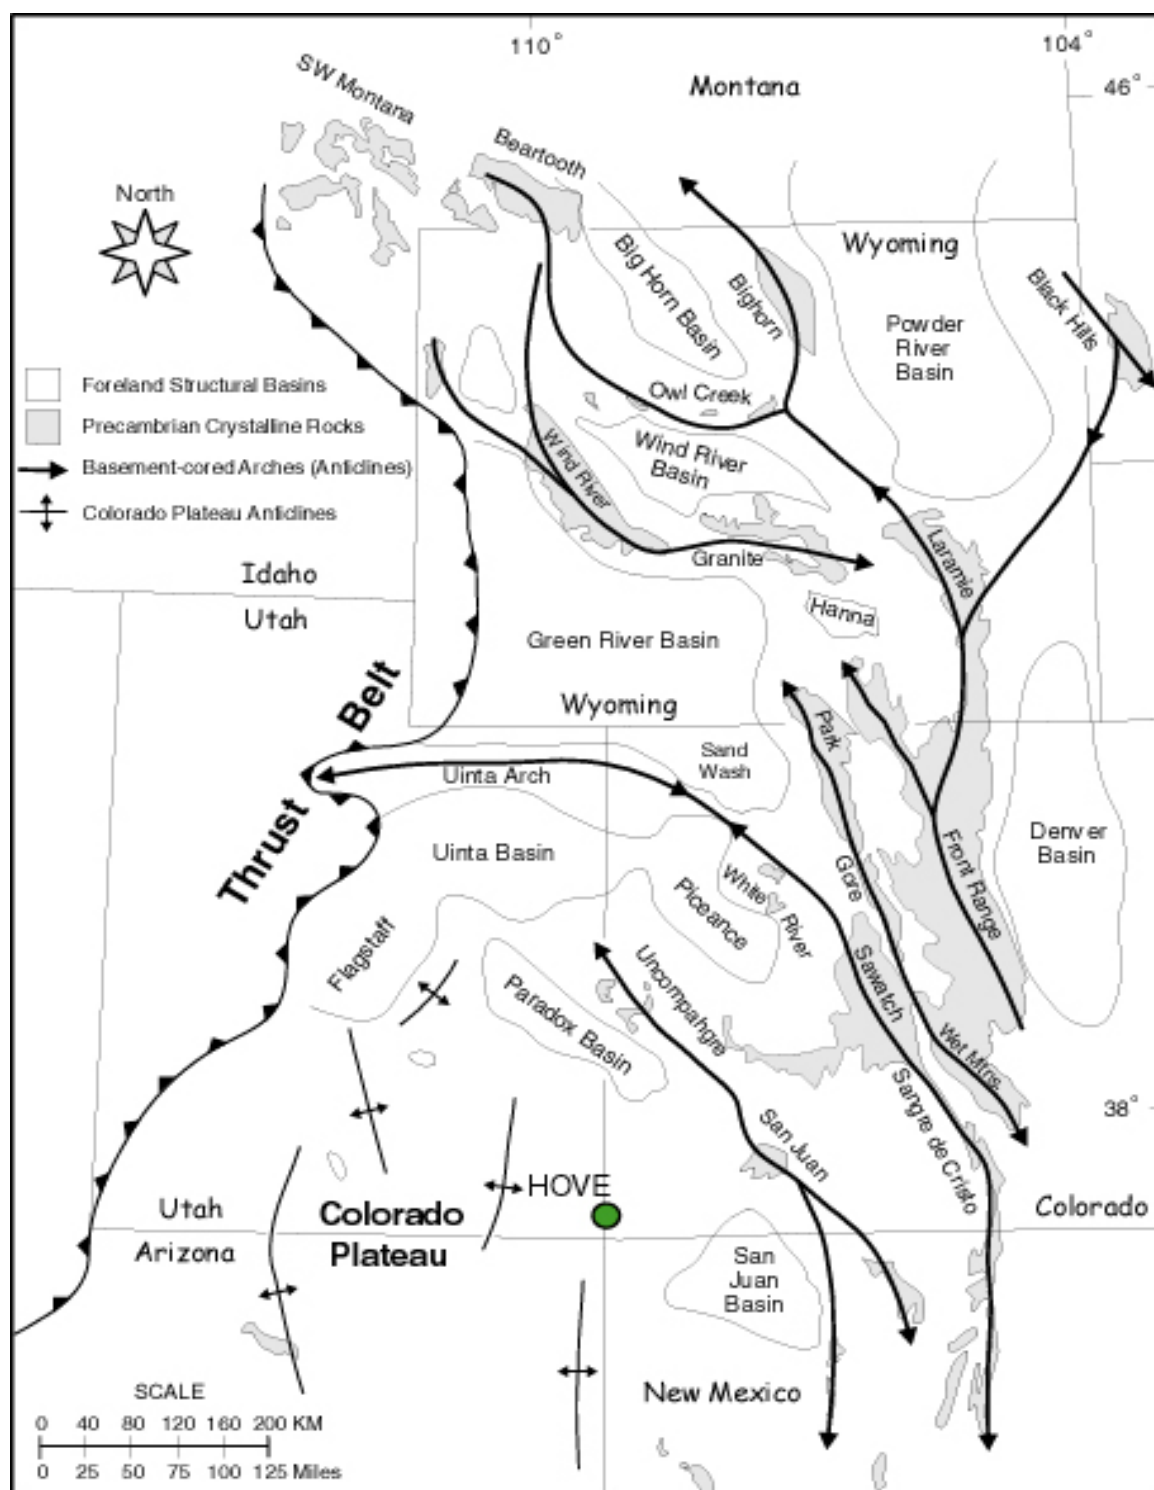 110°
104°
46°
SW Montana
Montana
Beartooth
North
Wyoming
Big Horn Basin
Bighorn
Black Hills
Powder
River
Basin
Foreland Structural Basins
Precambrian Crystalline Rocks
Basement-cored Arches (Anticlines)
Colorado Plateau Anticlines
Owl Creek
Wind River
Basin
Wind River
Granite
Laramie
Idaho
Utah
Hanna
Green River Basin
Wyoming
Thrust Belt
Park
Sand
Wash
Uinta Arch
Uinta Basin
Denver
Basin
Front Range
Gore
White River
Piceance
Flagstaff
Sawatch
Uncompahgre
Paradox Basin
Wet Mtns.
38°
Sangre de Cristo
San Juan
HOVE
Utah
Colorado
Plateau
Colorado
Arizona
San
Juan
Basin
New Mexico
SCALE
0 40 80 120 160 200 KM
0 25 50 75 100 125 Miles